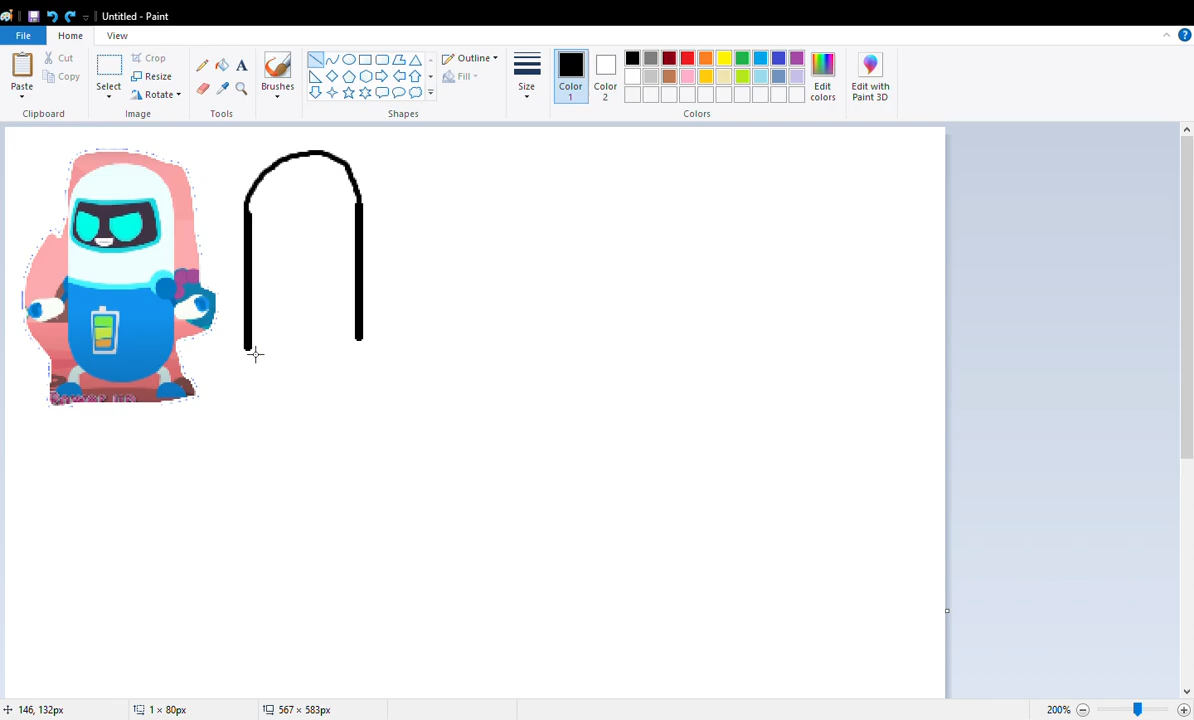 Untitled - Paint
File Home View
Paste
Cut
Copy
Clipboard
Select
Crop
Resize
Rotate
Image
Tools
Brushes
Outline
Fill
Shapes
Size
Color 1
Color 2
Edit colors
Colors
Edit with Paint 3D
146, 132px 1 × 80px 567 × 583px 200%